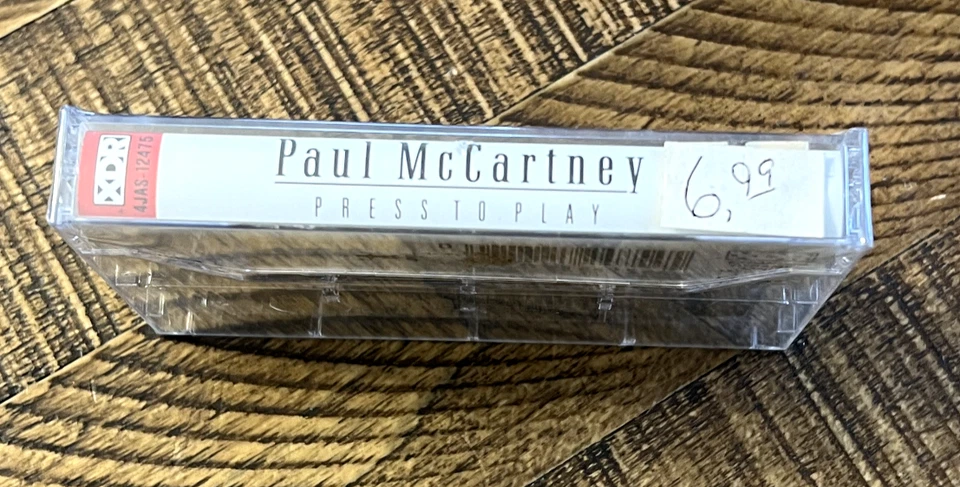 XDR
4JAS-12475
Paul McCartney
PRESS TO PLAY
6,99